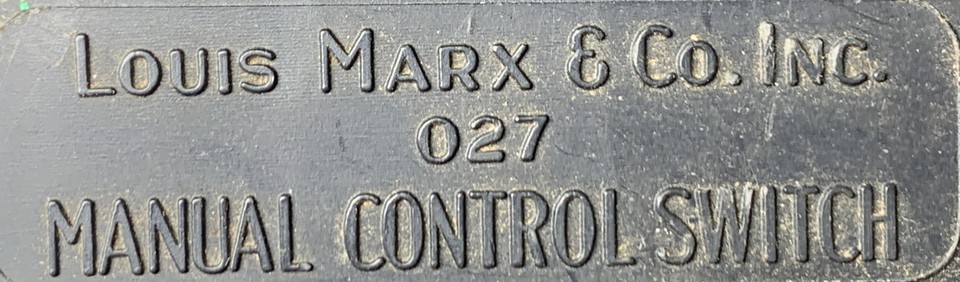 LOUIS MARX & CO. INC.
027
MANUAL CONTROL SWITCH